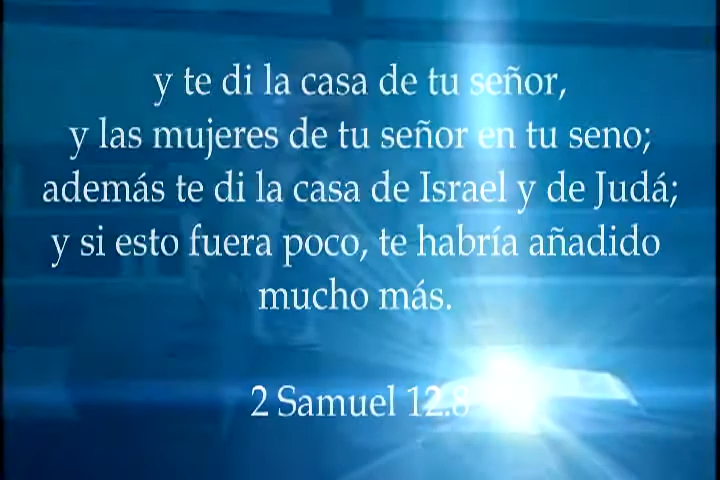 y te di la casa de tu señor,
y las mujeres de tu señor en tu seno;
además te di la casa de Israel y de Judá;
y si esto fuera poco, te habría añadido
mucho más.
2 Samuel 12.8